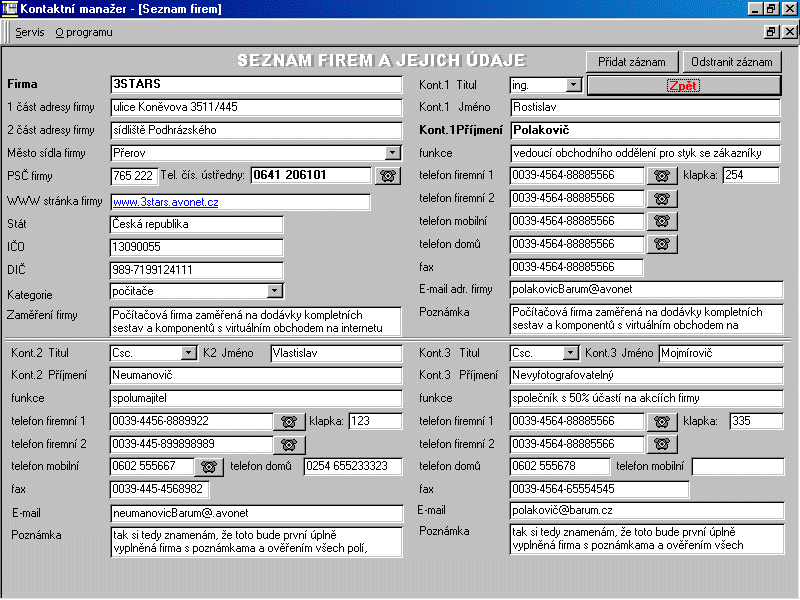 Kontaktní manažer - [Seznam firem]
Servis O programu
SEZNAM FIREM A JEJICH ÚDAJE
Přidat záznam
Odstranit záznam
Zpět
Firma 3STARS
1 část adresy firmy ulice Koněvova 3511/445
2 část adresy firmy sídliště Podhrázského
Město sídla firmy Přerov
PSČ firmy 765 222 Tel. čís. ústředny: 0641 206101
WWW stránka firmy www.3stars.avonet.cz
Stát Česká republika
IČO 13090055
DIČ 989-7199124111
Kategorie počítače
Zaměření firmy Počítačová firma zaměřená na dodávky kompletních
sestav a komponentů s virtuálním obchodem na internetu
Kont.1 Titul ing.
Kont.1 Jméno Rostislav
Kont.1Příjmení Polakovič
funkce vedoucí obchodního oddělení pro styk se zákazníky
telefon firemní 1 0039-4564-88885566 klapka: 254
telefon firemní 2 0039-4564-88885566
telefon mobilní 0039-4564-88885566
telefon domů 0039-4564-88885566
fax 0039-4564-88885566
E-mail adr. firmy polakovicBarum@avonet
Poznámka Počítačová firma zaměřená na dodávky kompletních
sestav a komponentů s virtuálním obchodem na
Kont.2 Titul Csc. K2 Jméno Vlastislav
Kont.2 Příjmení Neumanovič
funkce spolumajitel
telefon firemní 1 0039-4456-8889922 klapka: 123
telefon firemní 2 0039-445-899898989
telefon mobilní 0602 555667 telefon domů 0254 655233323
fax 0039-445-4568982
E-mail neumanovicBarum@.avonet
Poznámka tak si tedy znamenám, že toto bude první úplně
vyplněná firma s poznámkama a ověřením všech polí,
Kont.3 Titul Csc. Kont.3 Jméno Mojmírovič
Kont.3 Příjmení Nevyfotografovatelný
funkce společník s 50% účastí na akciích firmy
telefon firemní 1 0039-4564-88885566 klapka: 335
telefon firemní 2 0039-4564-88885566
telefon domů 0602 555678 telefon mobilní
fax 0039-4564-65554545
E-mail polakovič@barum.cz
Poznámka tak si tedy znamenám, že toto bude první úplně
vyplněná firma s poznámkama a ověřením všech